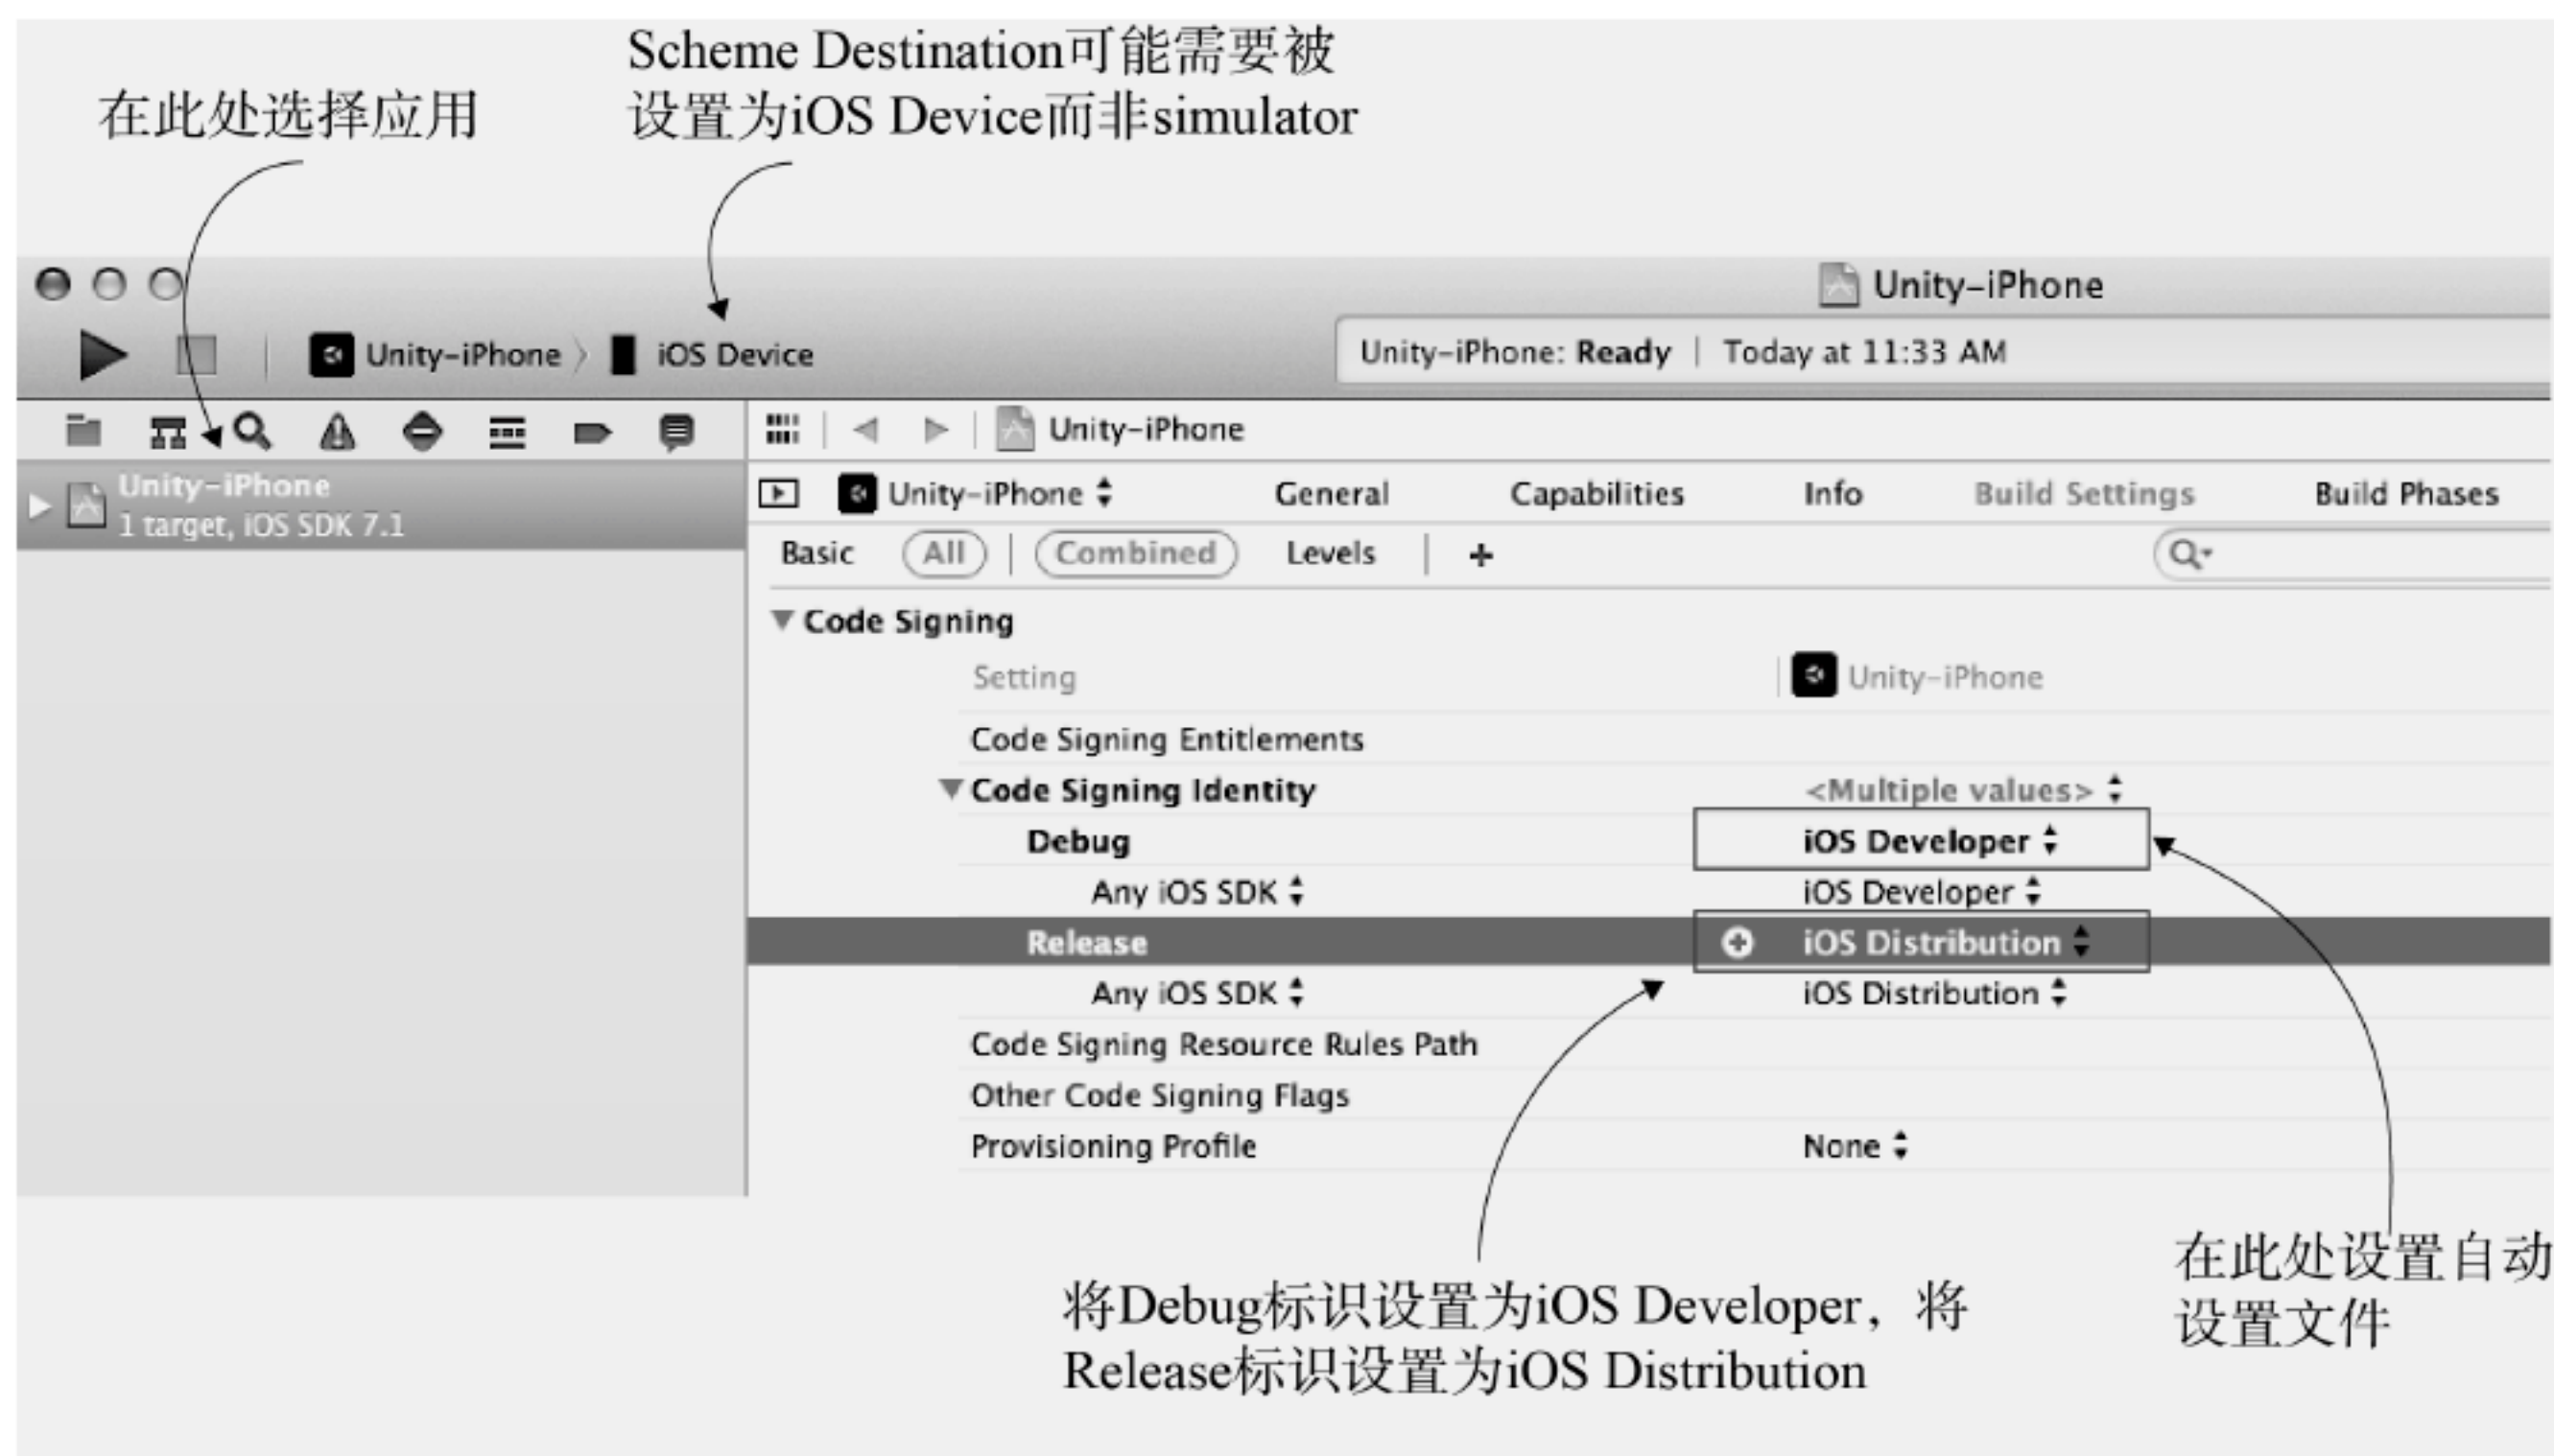 Scheme Destination可能需要被
设置为iOS Device而非simulator
在此处选择应用
Unity-iPhone
Unity-iPhone
iOS Device
Unity-iPhone: Ready | Today at 11:33 AM
Unity-iPhone
Unity-iPhone
1 target, iOS SDK 7.1
Unity-iPhone General Capabilities Info Build Settings Build Phases
Basic All Combined Levels +
Code Signing
Setting Unity-iPhone
Code Signing Entitlements
Code Signing Identity <Multiple values>
Debug iOS Developer
Any iOS SDK iOS Developer
Release iOS Distribution
Any iOS SDK iOS Distribution
Code Signing Resource Rules Path
Other Code Signing Flags
Provisioning Profile None
将Debug标识设置为iOS Developer，将
Release标识设置为iOS Distribution
在此处设置自动
设置文件